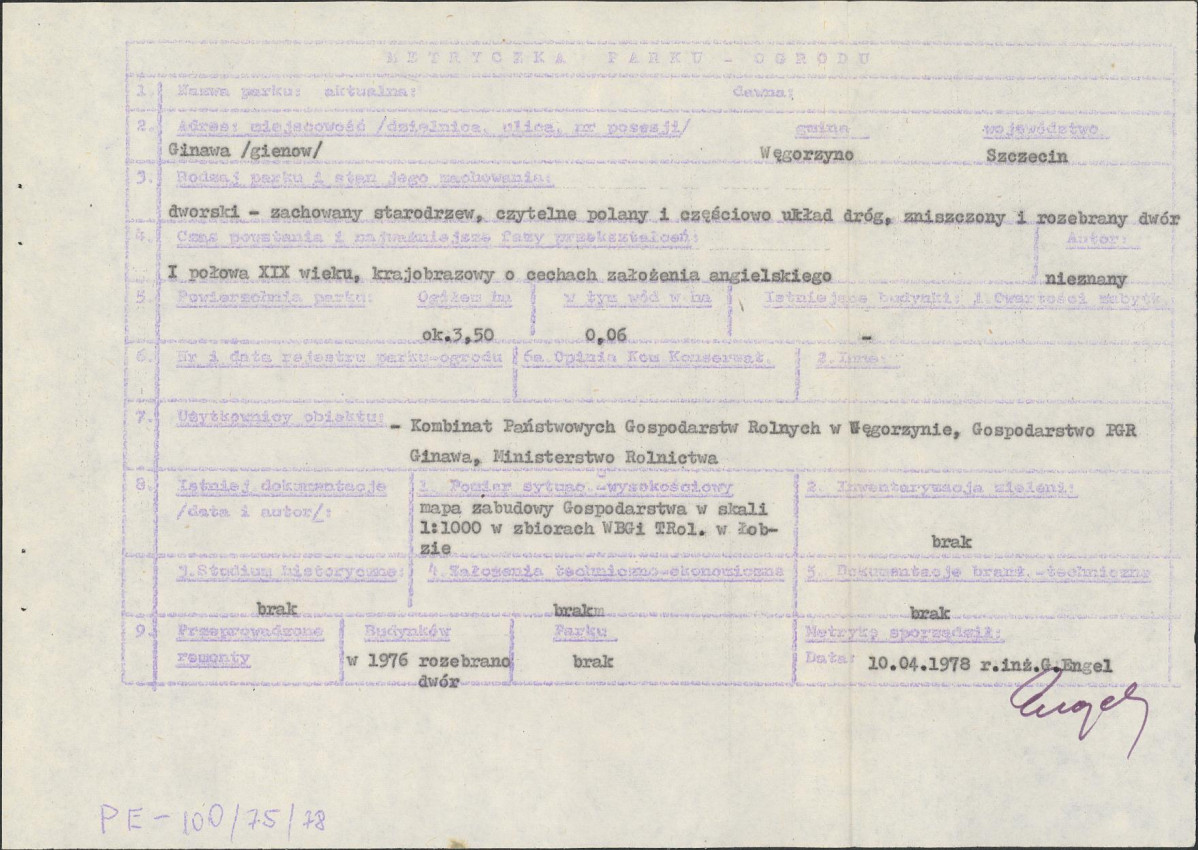 METRYCZKA PARKU - OGRODU
1. Nazwa parku: aktualna: dawna:
2. Adres: miejscowość /dzielnica, ulica, nr posesji/ gmina województwo
Ginawa /gienow/ Węgorzyno Szczecin
3. Rodzaj parku i stan jego zachowania:
dworski - zachowany starodrzew, czytelne polany i częściowo układ dróg, zniszczony i rozebrany dwór
4. Czas powstania i najważniejsze fazy przekształceń: Autor:
I połowa XIX wieku, krajobrazowy o cechach założenia angielskiego nieznany
5. Powierzchnia parku: Ogółem ha w tym wód w ha Istniejące budynki: i Cwartości zabytk.
ok.3,50 0,06 -
6. Nr i data rejestru parku-ogrodu 6a.Opinia Kom Konserwat. 2.Inne:
7. Użytkownicy obiektu: - Kombinat Państwowych Gospodarstw Rolnych w Węgorzynie, Gospodarstwo PGR
Ginawa, Ministerstwo Rolnictwa
8. Istniej dokumentacje 1. Pomiar sytuac.-wysokościowy 2. Inwentaryzacja zieleni:
/data i autor/: mapa zabudowy Gospodarstwa w skali
1:1000 w zbiorach WBGi TRol. w Łob-
zie brak
3.Studium historyczne: 4.Założenia techniczno-ekonomiczne 5. Dokumentacje branż.-techniczne
brak brakm brak
9. Przeprowadzone Budynków Parku Metrykę sporządził:
remonty w 1976 rozebrano brak Data: 10.04.1978 r.inż.G.Engel
dwór
Engel
PE-100/75/78